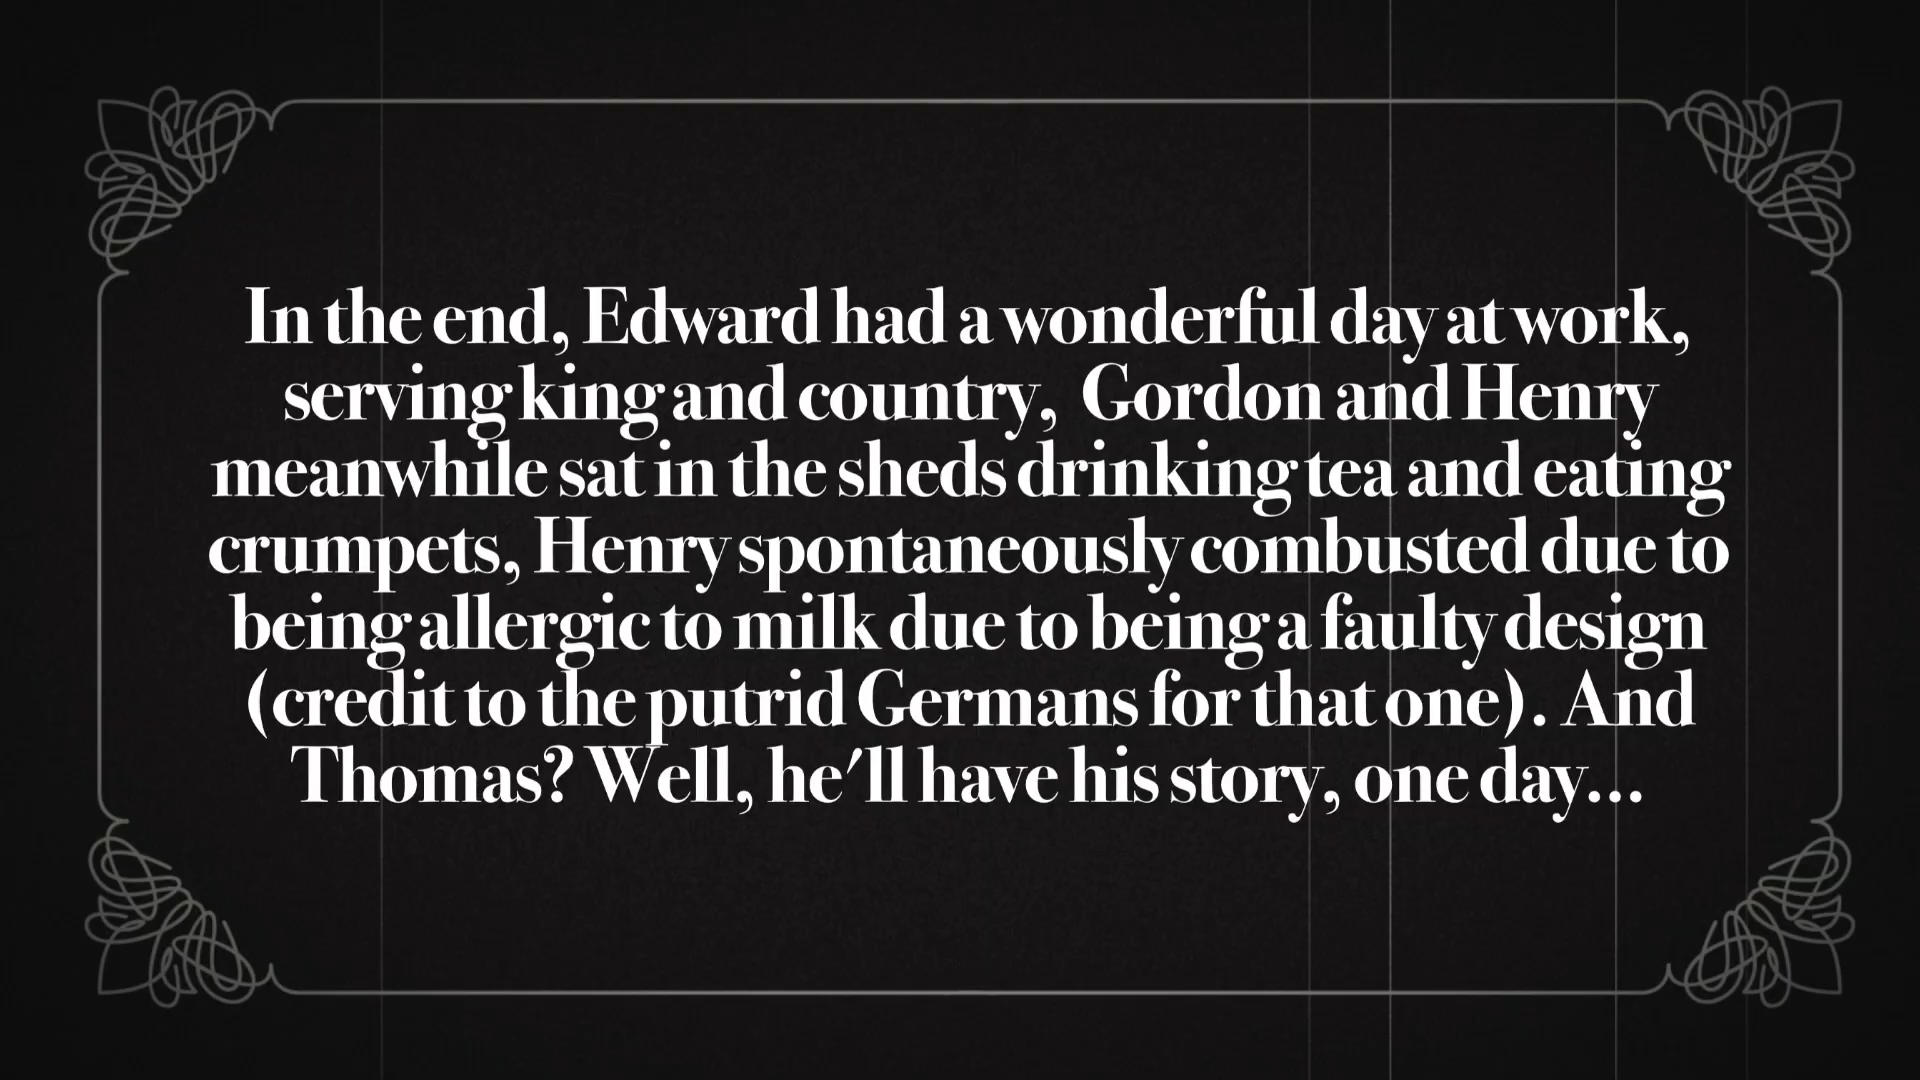 In the end, Edward had a wonderful day at work,
serving king and country,  Gordon and Henry
meanwhile sat in the sheds drinking tea and eating
crumpets, Henry spontaneously combusted due to
being allergic to milk due to being a faulty design
(credit to the putrid Germans for that one). And
Thomas? Well, he'll have his story, one day...